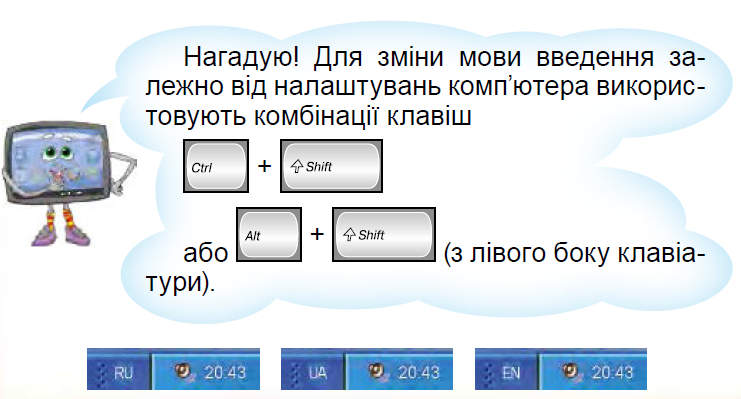 Нагадую! Для зміни мови введення за-
лежно від налаштувань комп’ютера викорис-
товують комбінації клавіш
Ctrl + Shift
або Alt + Shift (з лівого боку клавіа-
тури).
RU 20:43 UA 20:43 EN 20:43